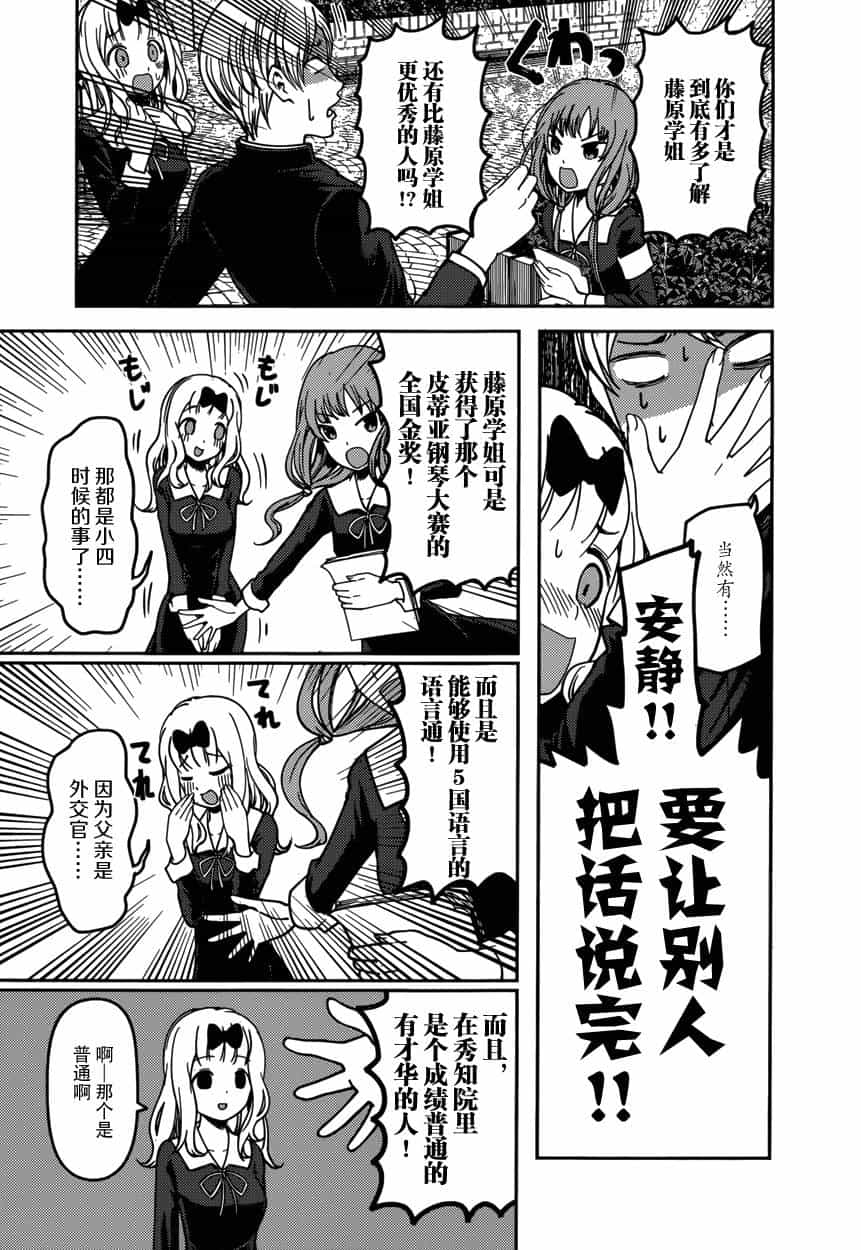 你们才是
到底有多了解
藤原学姐
くわっ
还有比藤原学姐
更优秀的人吗!?
当然有……
安静!!
要让别人
把话说完!!
藤原学姐可是
获得了那个
皮蒂亚钢琴大赛的
全国金奖！
もじ
もじ
那都是小四
时候的事了……
而且是
能够使用5国语言的
语言通！
てれ
てれ
因为父亲是
外交官……
而且，
在秀知院里
是个成绩普通的
有才华的人！
啊—那个是
普通啊